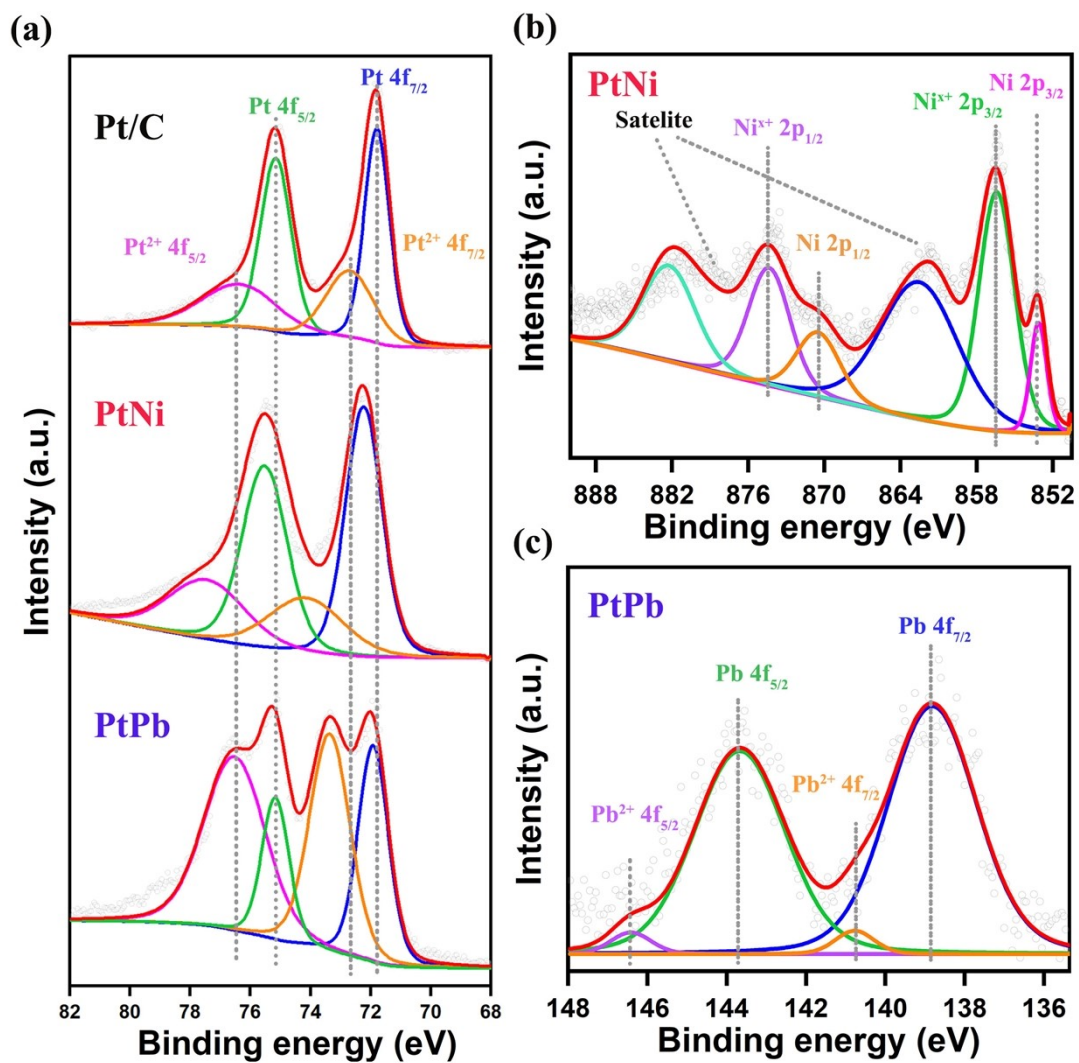 (a)
Pt 4f7/2
Pt 4f5/2
Pt/C
Pt2+ 4f5/2
Pt2+ 4f7/2
PtNi
PtPb
Intensity (a.u.)
82 80 78 76 74 72 70 68
Binding energy (eV)
(b)
PtNi
Satelite
Nix+ 2p1/2
Ni 2p1/2
Nix+ 2p3/2
Ni 2p3/2
Intensity (a.u.)
888 882 876 870 864 858 852
Binding energy (eV)
(c)
PtPb
Pb 4f7/2
Pb 4f5/2
Pb2+ 4f7/2
Pb2+ 4f5/2
Intensity (a.u.)
148 146 144 142 140 138 136
Binding energy (eV)